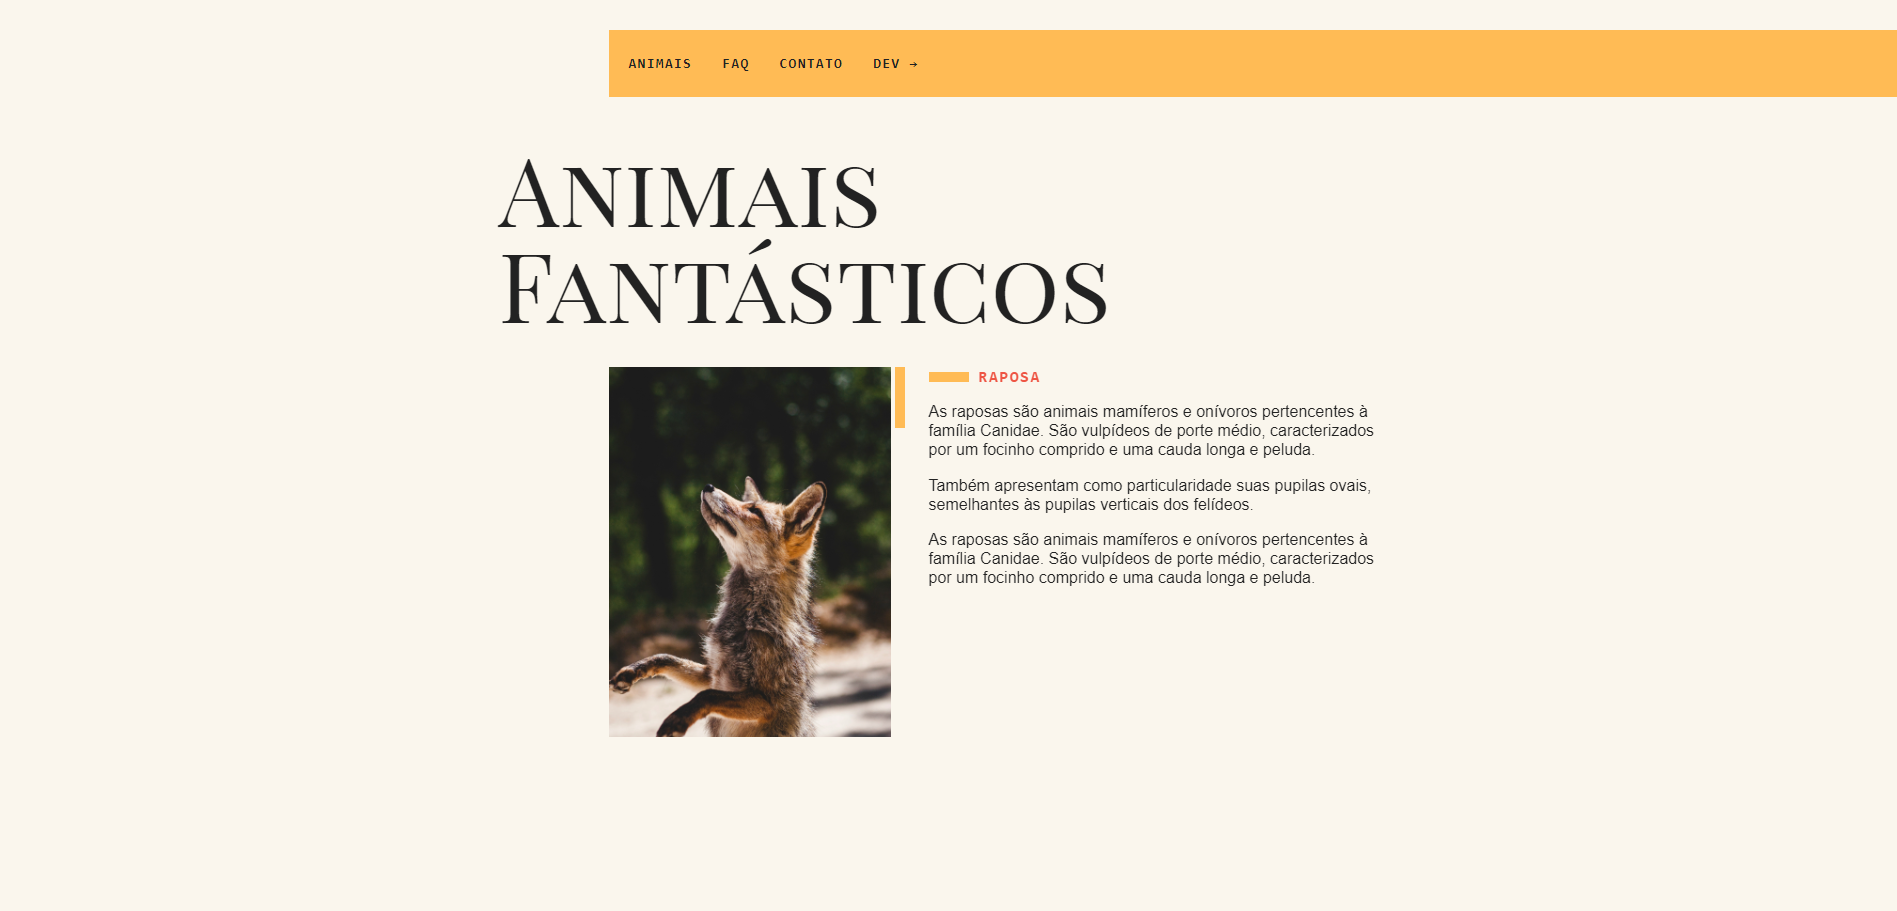 ANIMAIS FAQ CONTATO DEV →
ANIMAIS
FANTÁSTICOS
RAPOSA
As raposas são animais mamíferos e onívoros pertencentes à
família Canidae. São vulpídeos de porte médio, caracterizados
por um focinho comprido e uma cauda longa e peluda.
Também apresentam como particularidade suas pupilas ovais,
semelhantes às pupilas verticais dos felídeos.
As raposas são animais mamíferos e onívoros pertencentes à
família Canidae. São vulpídeos de porte médio, caracterizados
por um focinho comprido e uma cauda longa e peluda.